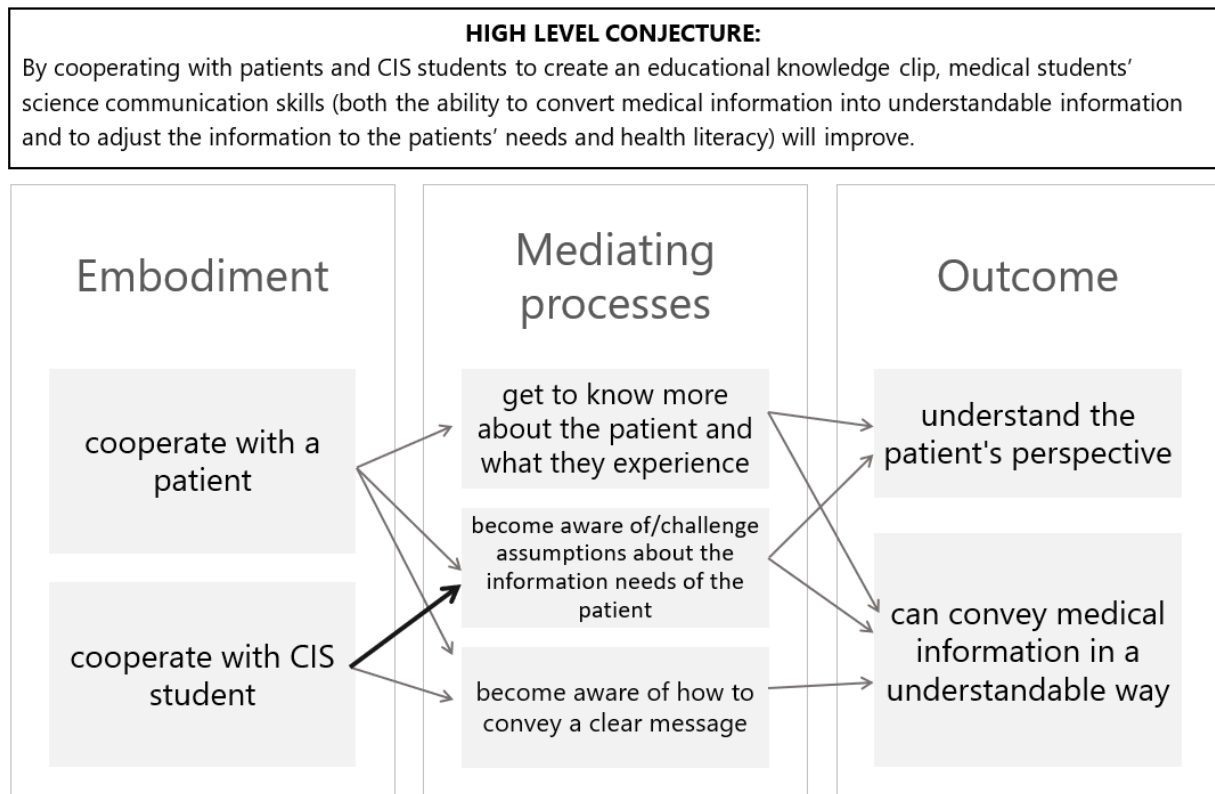 HIGH LEVEL CONJECTURE:
By cooperating with patients and CIS students to create an educational knowledge clip, medical students’
science communication skills (both the ability to convert medical information into understandable information
and to adjust the information to the patients’ needs and health literacy) will improve.
Embodiment
cooperate with a
patient
cooperate with CIS
student
Mediating
processes
get to know more
about the patient and
what they experience
become aware of/challenge
assumptions about the
information needs of the
patient
become aware of how to
convey a clear message
Outcome
understand the
patient's perspective
can convey medical
information in a
understandable way